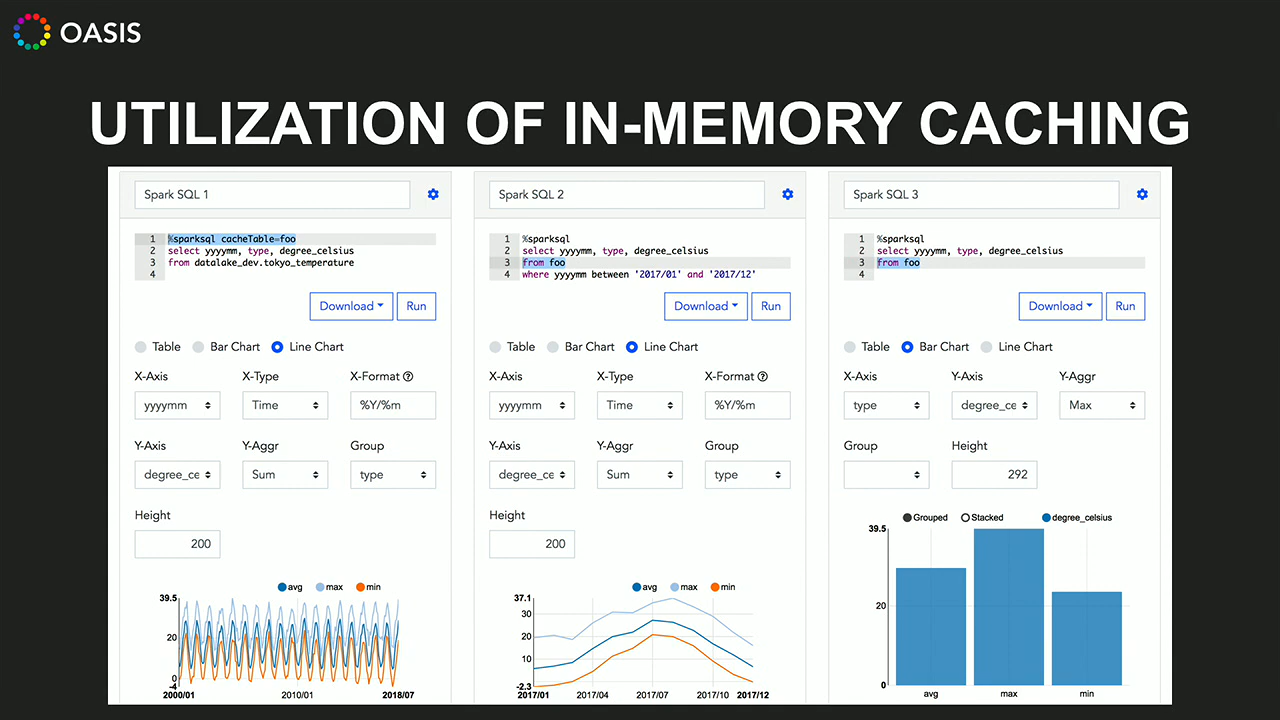 OASIS
UTILIZATION OF IN-MEMORY CACHING
Spark SQL 1
1 %sparksql cacheTable=foo
2 select yyyymm, type, degree_celsius
3 from datalake_dev.tokyo_temperature
4
Download Run
Table Bar Chart Line Chart
X-Axis X-Type X-Format ?
yyyymm Time %Y/%m
Y-Axis Y-Aggr Group
degree_ce Sum type
Height
200
avg max min
39.5
20
0
-4
2000/01 2010/01 2018/07
Spark SQL 2
1 %sparksql
2 select yyyymm, type, degree_celsius
3 from foo
4 where yyyymm between '2017/01' and '2017/12'
Download Run
Table Bar Chart Line Chart
X-Axis X-Type X-Format ?
yyyymm Time %Y/%m
Y-Axis Y-Aggr Group
degree_ce Sum type
Height
200
avg max min
37.1
30
20
10
-2.3
2017/01 2017/04 2017/07 2017/10 2017/12
Spark SQL 3
1 %sparksql
2 select yyyymm, type, degree_celsius
3 from foo
4
Download Run
Table Bar Chart Line Chart
X-Axis Y-Axis Y-Aggr
type degree_ce Max
Group Height
292
Grouped Stacked degree_celsius
39.5
20
0
avg max min